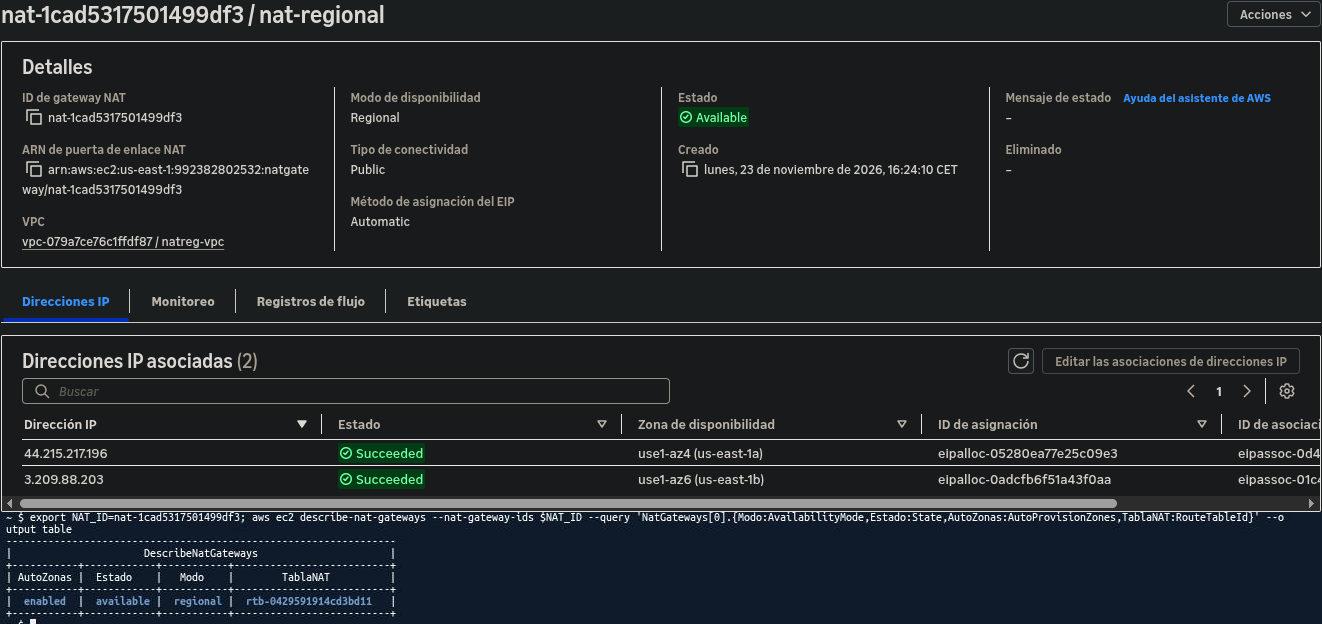 nat-1cad5317501499df3 / nat-regional
Acciones
Detalles
ID de gateway NAT
nat-1cad5317501499df3
ARN de puerta de enlace NAT
arn:aws:ec2:us-east-1:992382802532:natgate
way/nat-1cad5317501499df3
VPC
vpc-079a7ce76c1ffdf87 / natreg-vpc
Modo de disponibilidad
Regional
Tipo de conectividad
Public
Método de asignación del EIP
Automatic
Estado
Available
Creado
lunes, 23 de noviembre de 2026, 16:24:10 CET
Mensaje de estado Ayuda del asistente de AWS
–
Eliminado
–
Direcciones IP
Monitoreo
Registros de flujo
Etiquetas
Direcciones IP asociadas (2)
Editar las asociaciones de direcciones IP
Buscar
1
Dirección IP Estado Zona de disponibilidad ID de asignación ID de asociaci
44.215.217.196 Succeeded use1-az4 (us-east-1a) eipalloc-05280ea77e25c09e3 eipassoc-0d4
3.209.88.203 Succeeded use1-az6 (us-east-1b) eipalloc-0adcfb6f51a43f0aa eipassoc-01c4
~ $ export NAT_ID=nat-1cad5317501499df3; aws ec2 describe-nat-gateways --nat-gateway-ids $NAT_ID --query 'NatGateways[0].{Modo:AvailabilityMode,Estado:State,AutoZonas:AutoProvisionZones,TablaNAT:RouteTableId}' --o
utput table
-----------------------------------------------------------------
| DescribeNatGateways |
+-----------+------------+-----------+--------------------------+
| AutoZonas | Estado | Modo | TablaNAT |
+-----------+------------+-----------+--------------------------+
| enabled | available | regional | rtb-0429591914cd3bd11 |
+-----------+------------+-----------+--------------------------+
~ $